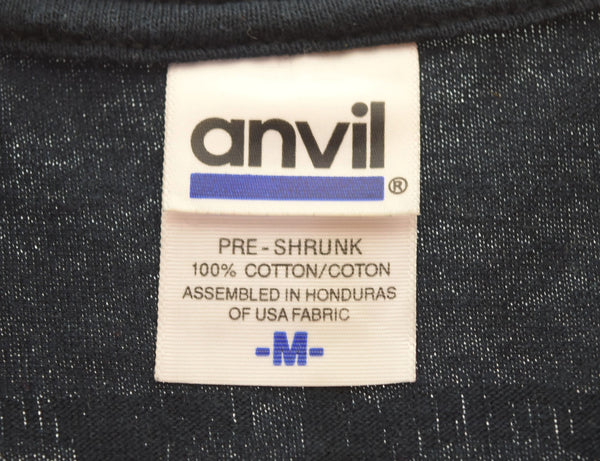 anvil
®
PRE-SHRUNK
100% COTTON/COTON
ASSEMBLED IN HONDURAS
OF USA FABRIC
-M-